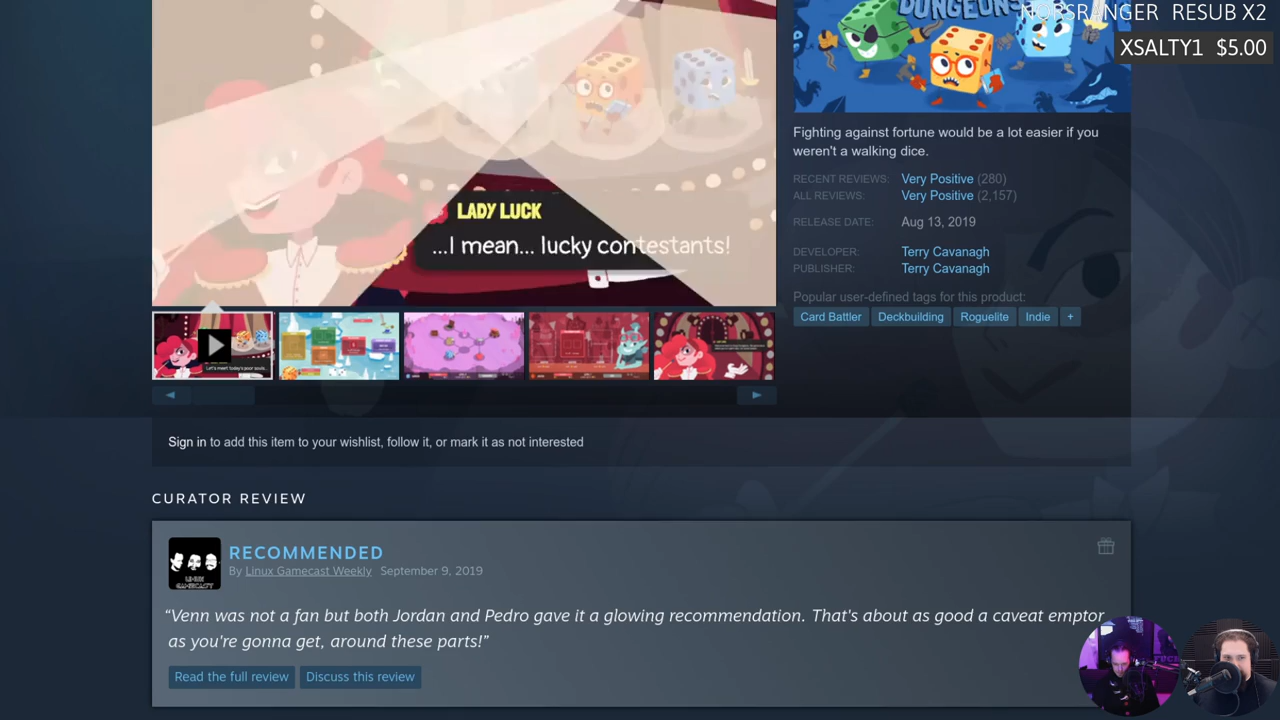 DUNGEONS
NORSRANGER RESUB X2
XSALTY1 $5.00
LADY LUCK
...I mean... lucky contestants!
Fighting against fortune would be a lot easier if you
weren't a walking dice.
RECENT REVIEWS: Very Positive (280)
ALL REVIEWS: Very Positive (2,157)
RELEASE DATE: Aug 13, 2019
DEVELOPER: Terry Cavanagh
PUBLISHER: Terry Cavanagh
Popular user-defined tags for this product:
Card Battler Deckbuilding Roguelite Indie +
Sign in to add this item to your wishlist, follow it, or mark it as not interested
CURATOR REVIEW
RECOMMENDED
By Linux Gamecast Weekly September 9, 2019
“Venn was not a fan but both Jordan and Pedro gave it a glowing recommendation. That's about as good a caveat emptor
as you're gonna get, around these parts!”
Read the full review Discuss this review